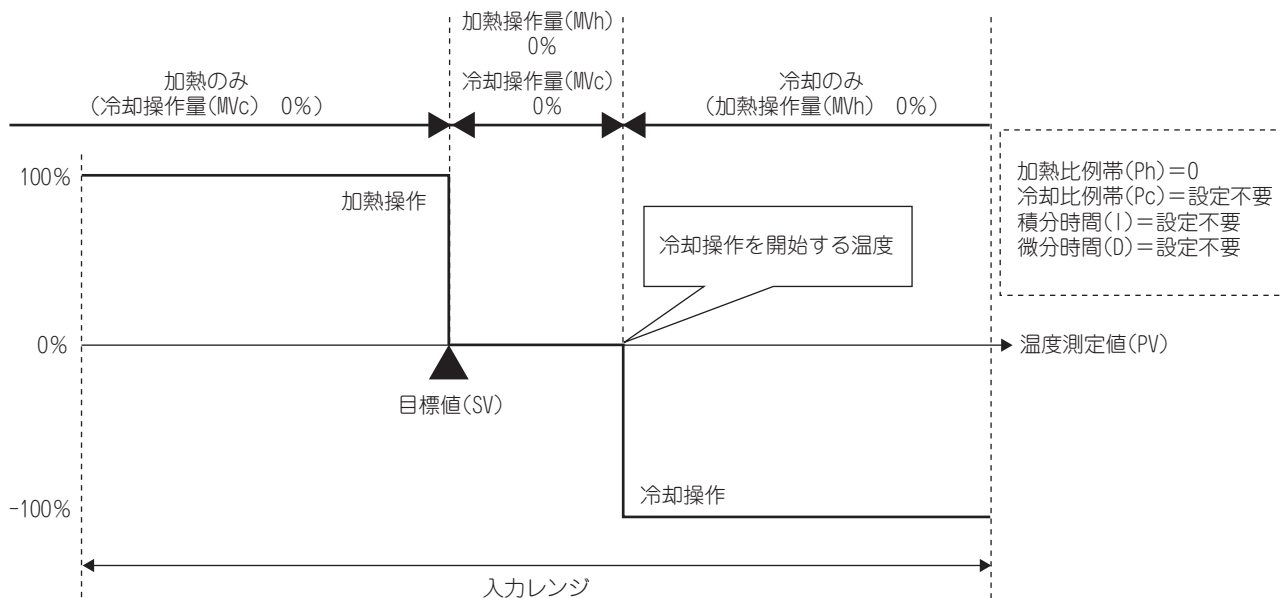 加熱操作量(MVh)
0%
加熱のみ
(冷却操作量(MVc) 0%)
冷却操作量(MVc)
0%
冷却のみ
(加熱操作量(MVh) 0%)
加熱比例帯(Ph)=0
冷却比例帯(Pc)=設定不要
積分時間(I)=設定不要
微分時間(D)=設定不要
100%
加熱操作
冷却操作を開始する温度
0%
温度測定値(PV)
目標値(SV)
冷却操作
-100%
入力レンジ